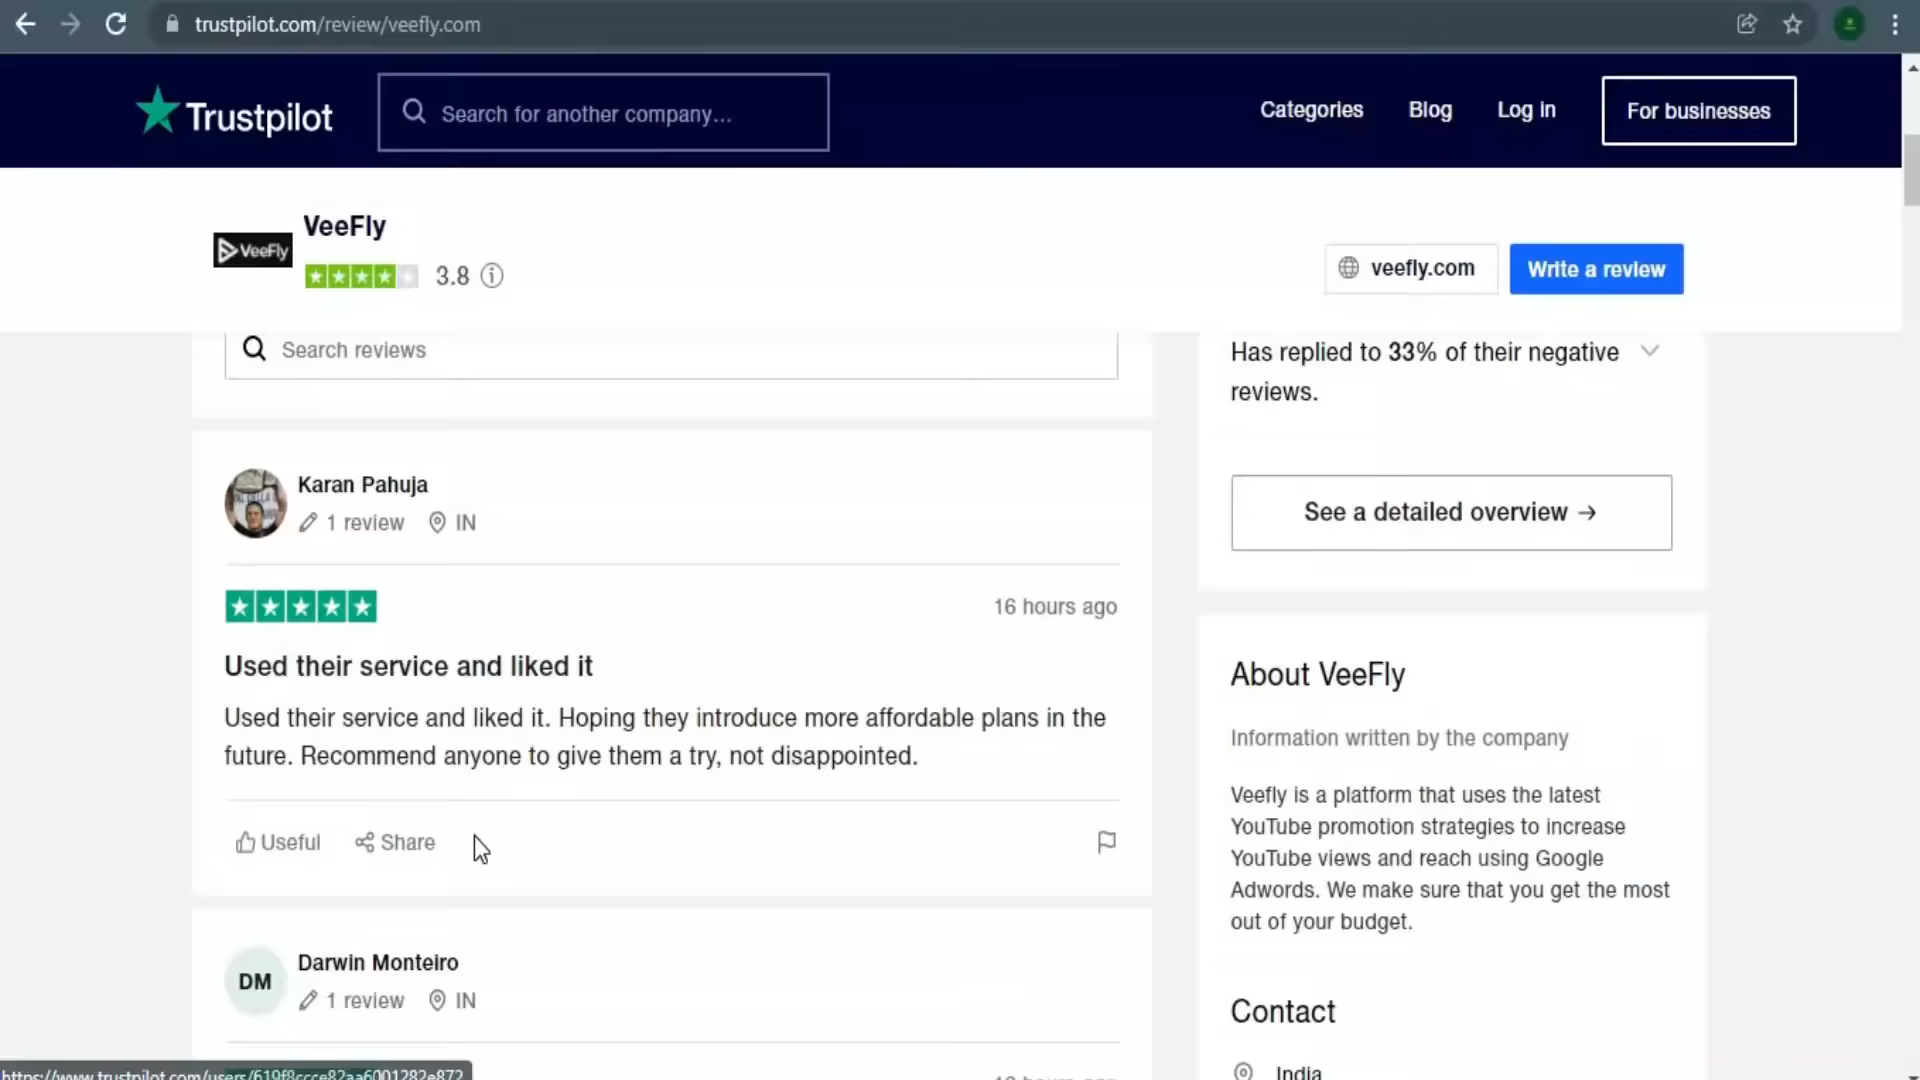 trustpilot.com/review/veefly.com
Trustpilot
Search for another company...
Categories
Blog
Log in
For businesses
VeeFly
VeeFly
3.8
veefly.com
Write a review
Search reviews
Has replied to 33% of their negative
reviews.
See a detailed overview →
Karan Pahuja
1 review
IN
16 hours ago
Used their service and liked it
Used their service and liked it. Hoping they introduce more affordable plans in the
future. Recommend anyone to give them a try, not disappointed.
Useful
Share
About VeeFly
Information written by the company
Veefly is a platform that uses the latest
YouTube promotion strategies to increase
YouTube views and reach using Google
Adwords. We make sure that you get the most
out of your budget.
DM
Darwin Monteiro
1 review
IN
Contact
India